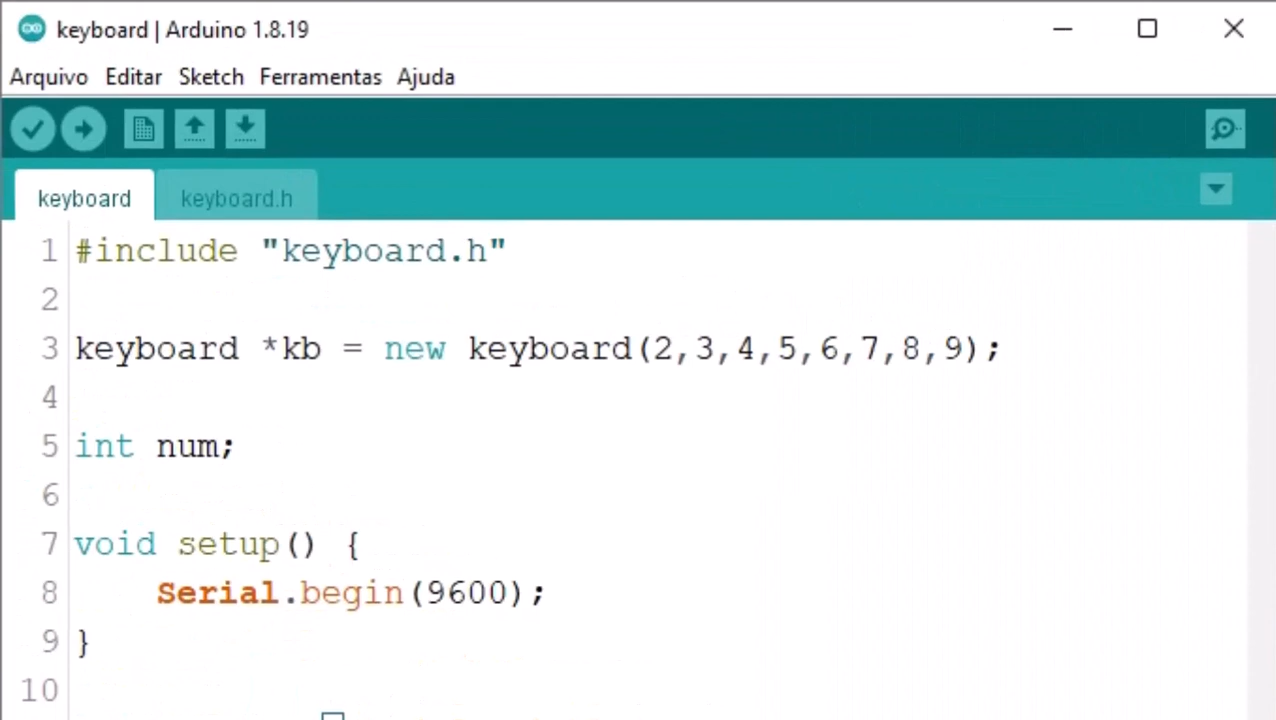 keyboard | Arduino 1.8.19
Arquivo Editar Sketch Ferramentas Ajuda
keyboard keyboard.h
1 #include "keyboard.h"
2
3 keyboard *kb = new keyboard(2,3,4,5,6,7,8,9);
4
5 int num;
6
7 void setup() {
8 Serial.begin(9600);
9 }
10